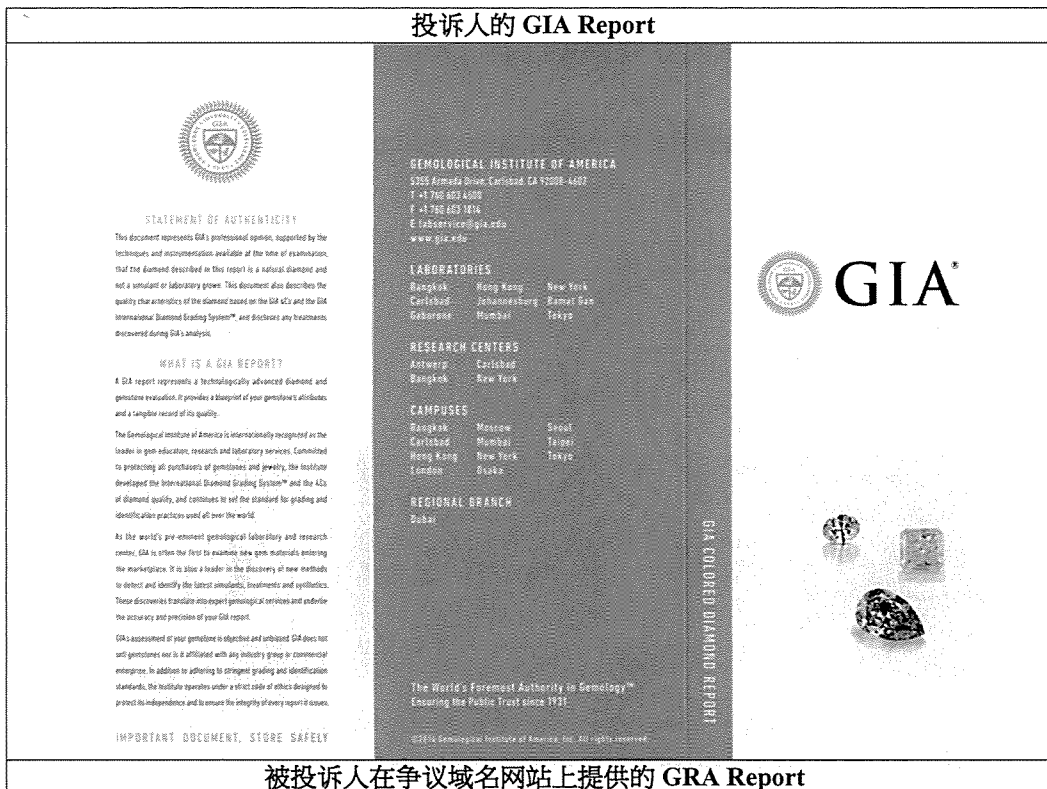 投诉人的 GIA Report
STATEMENT OF AUTHENTICITY
This document represents GIA's professional opinion, supported by the
techniques and instrumentation available at the time of examination,
that the diamond described in this report is a natural diamond and
not a simulant or laboratory grown. This document also describes the
quality characteristics of the diamond based on the GIA 4Cs and the GIA
International Diamond Grading System™, and discloses any treatments
discovered during GIA's analysis.
WHAT IS A GIA REPORT?
A GIA report represents a technologically advanced diamond and
gemstone evaluation. It provides a blueprint of your gemstone's attributes
and a tangible record of its quality.
The Gemological Institute of America is internationally recognized as the
leader in gem education, research and laboratory services. Committed
to protecting all purchasers of gemstones and jewelry, the Institute
developed the International Diamond Grading System™ and the 4Cs
of diamond quality, and continues to set the standard for grading and
identification practices used all over the world.
As the world's pre-eminent gemological laboratory and research
center, GIA is often the first to examine new gem materials entering
the marketplace. It is also a leader in the discovery of new methods
to detect and identify the latest simulants, treatments and synthetics.
These discoveries translate into expert gemological services and underlie
the accuracy and precision of your GIA report.
GIA's assessment of your gemstone is objective and unbiased. GIA does not
sell gemstones nor is it affiliated with any industry group or commercial
enterprise. In addition to adhering to stringent grading and identification
standards, the Institute operates under a strict code of ethics designed to
protect its independence and to ensure the integrity of every report it issues.
IMPORTANT DOCUMENT, STORE SAFELY
GEMOLOGICAL INSTITUTE OF AMERICA
5355 Armada Drive, Carlsbad, CA 92008-4602
T +1 760 603 4500
F +1 760 603 1814
E labservice@gia.edu
www.gia.edu
LABORATORIES
Bangkok Hong Kong New York
Carlsbad Johannesburg Ramat Gan
Gaborone Mumbai Tokyo
RESEARCH CENTERS
Antwerp Carlsbad
Bangkok New York
CAMPUSES
Bangkok Moscow Seoul
Carlsbad Mumbai Taipei
Hong Kong New York Tokyo
London Osaka
REGIONAL BRANCH
Dubai
The World's Foremost Authority in Gemology™
Ensuring the Public Trust since 1931
©2014 Gemological Institute of America, Inc. All rights reserved.
GIA COLORED DIAMOND REPORT
GIA®
被投诉人在争议域名网站上提供的 GRA Report